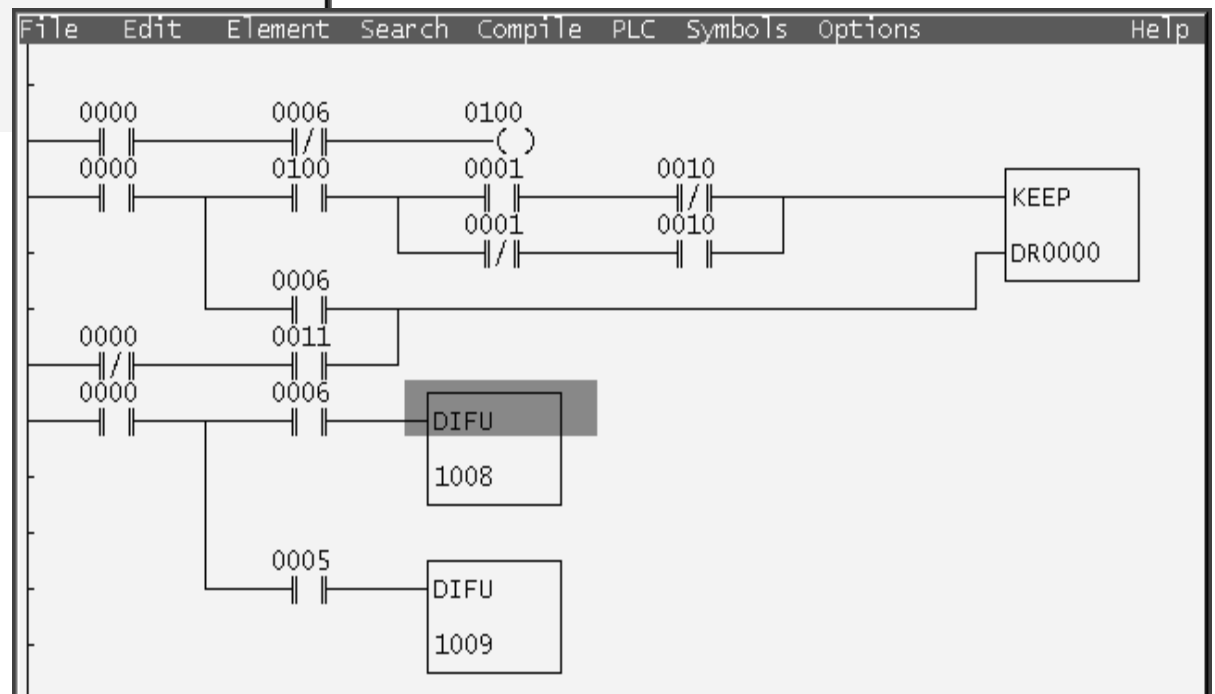 File Edit Element Search Compile PLC Symbols Options Help
0000 0006 0100
0000 0100 0001 0010
KEEP
0001 0010
DR0000
0006
0000 0011
0000 0006
DIFU
1008
0005
DIFU
1009